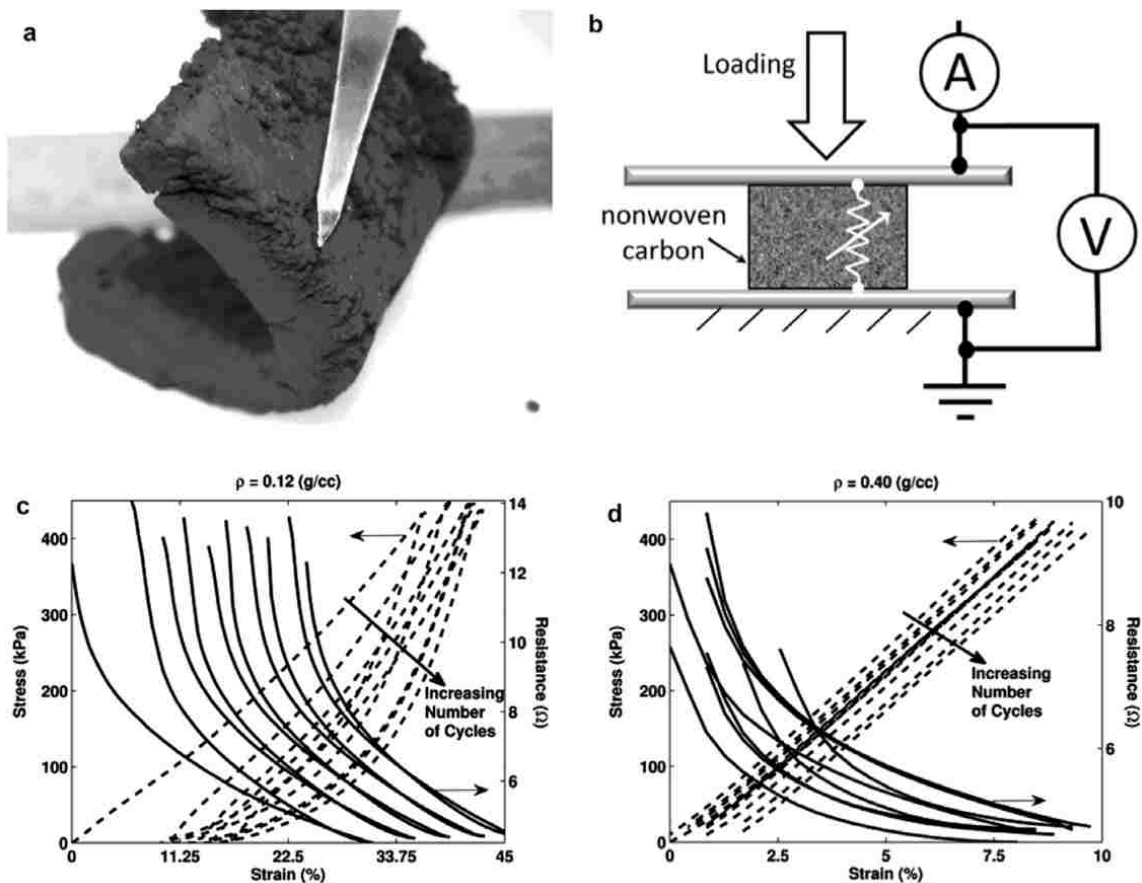 a
b
Loading
A
V
nonwoven
carbon
c
ρ = 0.12 (g/cc)
400
300
200
100
0
Stress (kPa)
14
12
10
8
6
Resistance (Ω)
Increasing
Number
of Cycles
0
11.25
22.5
33.75
45
Strain (%)
d
ρ = 0.40 (g/cc)
400
300
200
100
0
Stress (kPa)
10
8
6
Resistance (Ω)
Increasing
Number
of Cycles
0
2.5
5
7.5
10
Strain (%)